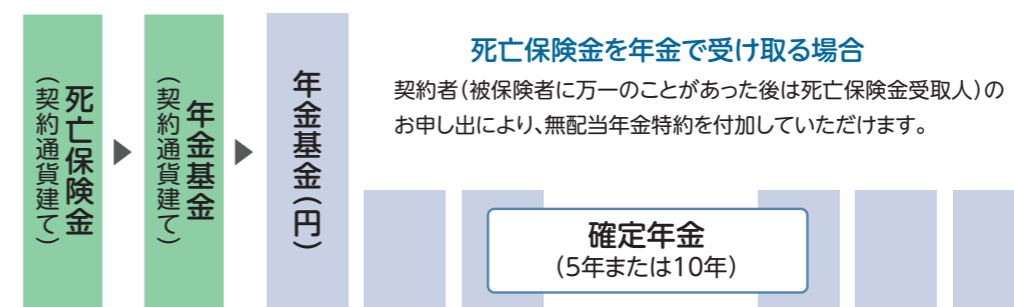 死亡保険金
（契約通貨建て）
年金基金
（契約通貨建て）
年金基金（円）
死亡保険金を年金で受け取る場合
契約者（被保険者に万一のことがあった後は死亡保険金受取人）の
お申し出により、無配当年金特約を付加していただけます。
確定年金
（5年または10年）